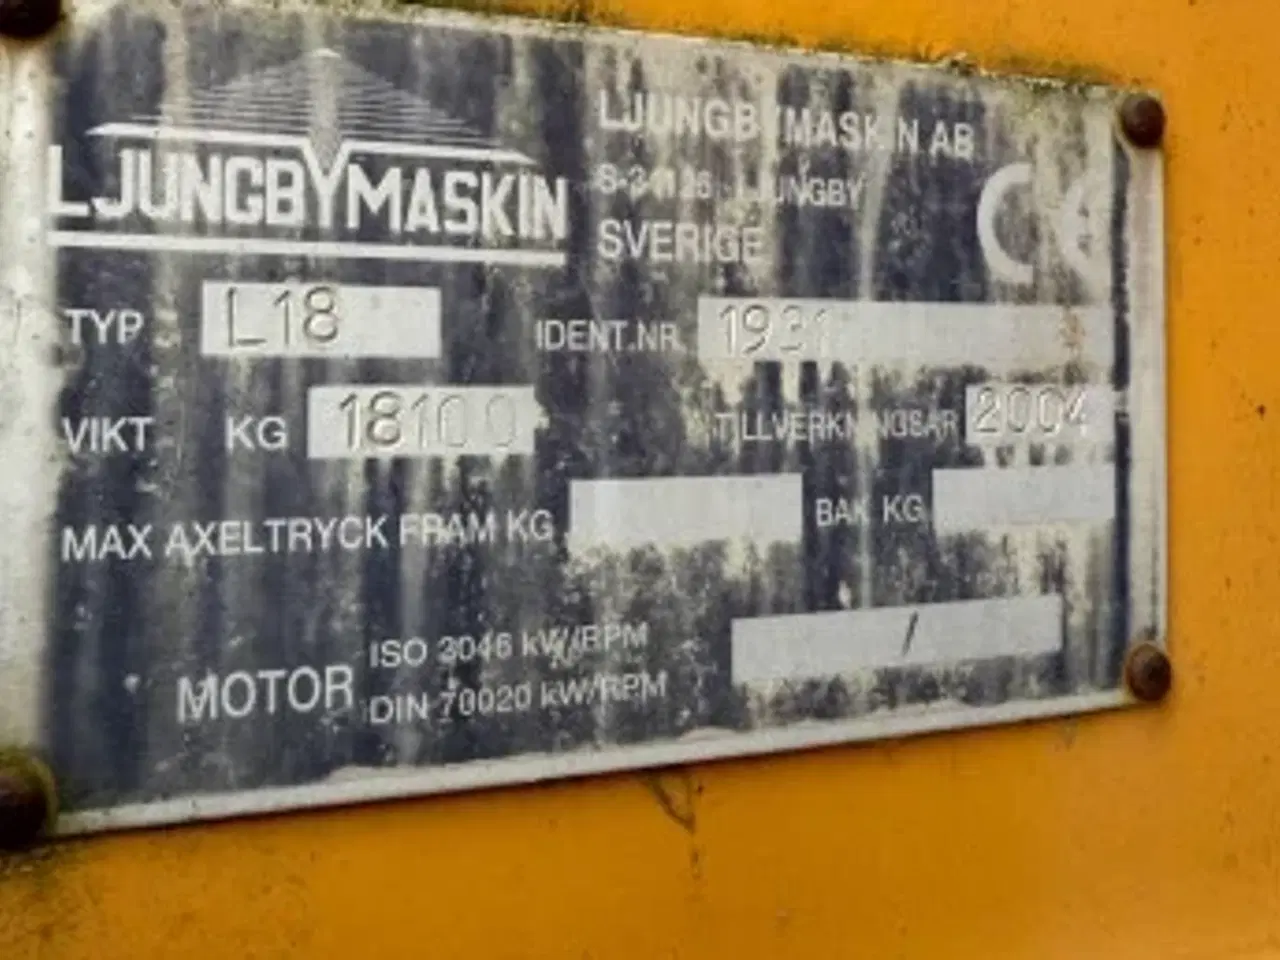 LJUNGBYMASKIN
LJUNGBYMASKIN AB
S-34126 LJUNGBY
SVERIGE
CE
TYP L18
IDENT.NR. 1931
VIKT KG 18100
TILLVERKNINGSÅR 2004
MAX AXELTRYCK FRAM KG
BAK KG
MOTOR
ISO 3046 kW/RPM
DIN 70020 kW/RPM
/